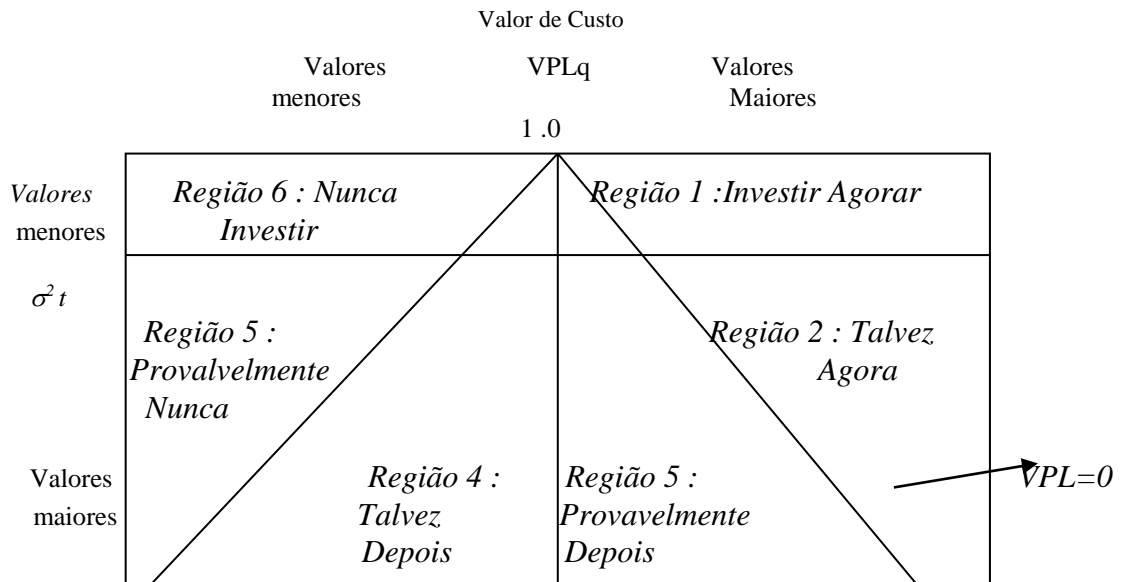 Valor de Custo
Valores VPLq Valores
menores Maiores
1 .0
Valores
menores
Região 6 : Nunca
Investir
Região 1 :Investir Agorar
σ² t
Região 5 :
Provalvelmente
Nunca
Região 2 : Talvez
Agora
Valores
maiores
Região 4 :
Talvez
Depois
Região 5 :
Provavelmente
Depois
VPL=0